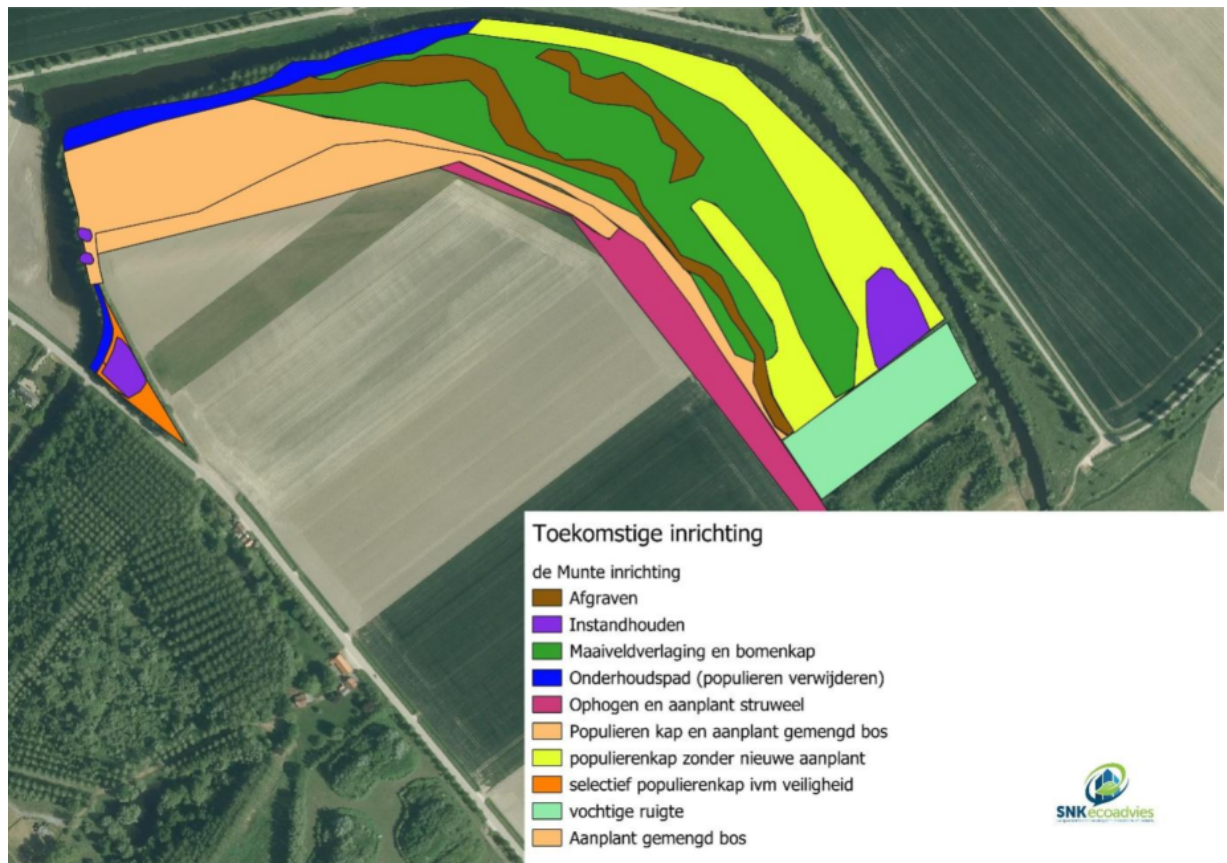 Toekomstige inrichting
de Munte inrichting
Afgraven
Instandhouden
Maaiveldverlaging en bomenkap
Onderhoudspad (populieren verwijderen)
Ophogen en aanplant struweel
Populieren kap en aanplant gemengd bos
populierenkap zonder nieuwe aanplant
selectief populierenkap ivm veiligheid
vochtige ruigte
Aanplant gemengd bos
SNKecoadvies